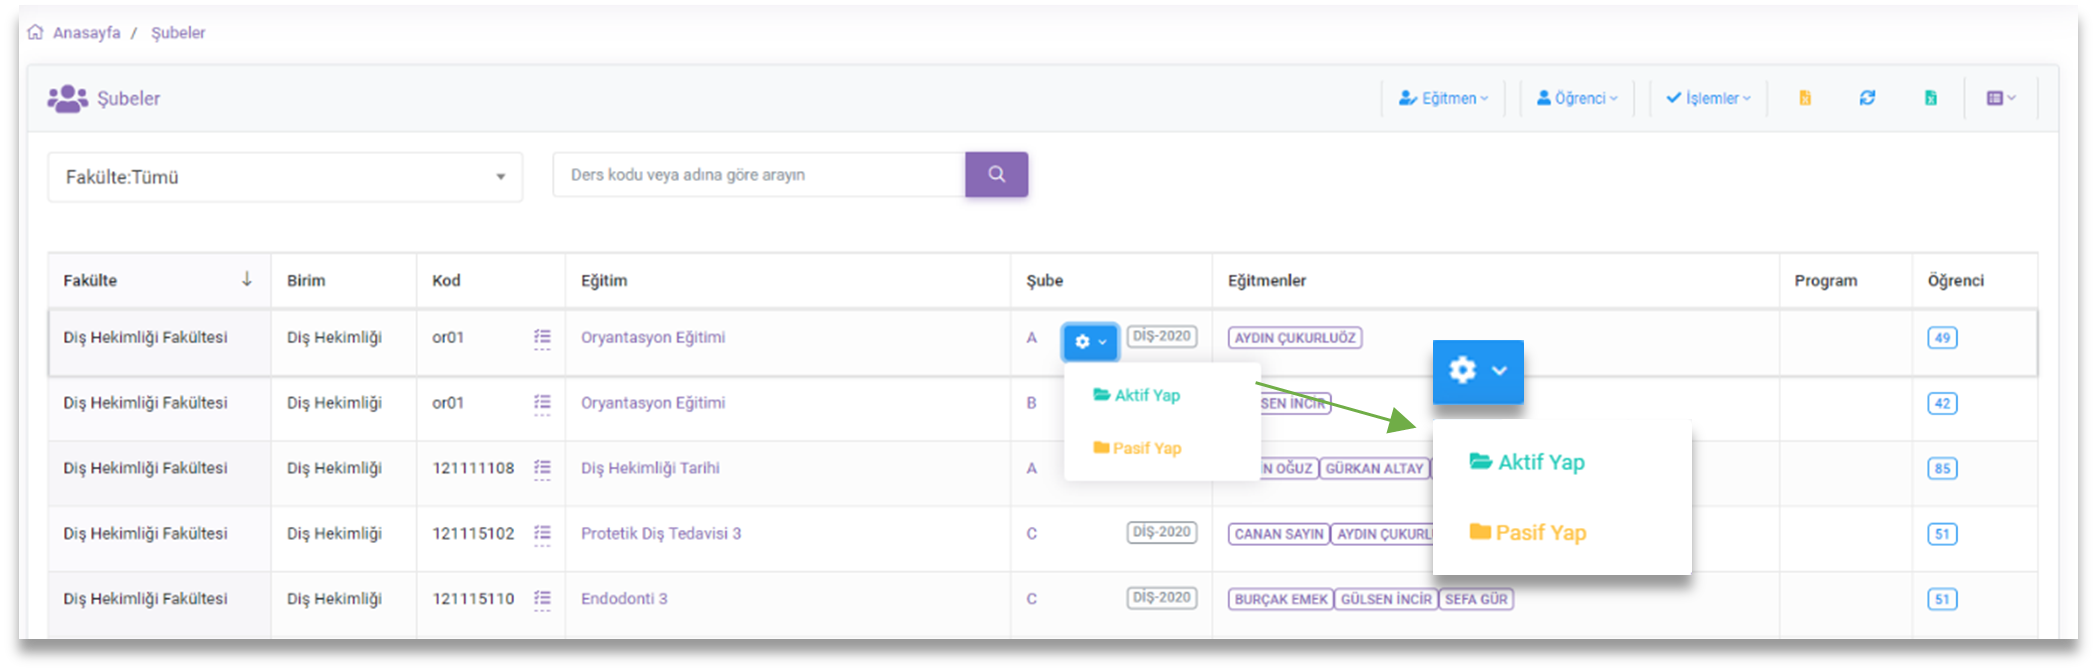 Anasayfa / Şubeler
Şubeler
Eğitmen
Öğrenci
İşlemler
Fakülte:Tümü
Ders kodu veya adına göre arayın
Fakülte Birim Kod Eğitim Şube Eğitmenler Program Öğrenci
Diş Hekimliği Fakültesi Diş Hekimliği or01 Oryantasyon Eğitimi A DİŞ-2020 AYDIN ÇUKURLUÖZ 49
Aktif Yap
Pasif Yap
Diş Hekimliği Fakültesi Diş Hekimliği or01 Oryantasyon Eğitimi B SEN İNCİR 42
Diş Hekimliği Fakültesi Diş Hekimliği 121111108 Diş Hekimliği Tarihi A N OĞUZ GÜRKAN ALTAY 85
Aktif Yap
Pasif Yap
Diş Hekimliği Fakültesi Diş Hekimliği 121115102 Protetik Diş Tedavisi 3 C DİŞ-2020 CANAN SAYIN AYDIN ÇUKURL 51
Diş Hekimliği Fakültesi Diş Hekimliği 121115110 Endodonti 3 C DİŞ-2020 BURÇAK EMEK GÜLSEN İNCİR SEFA GÜR 51